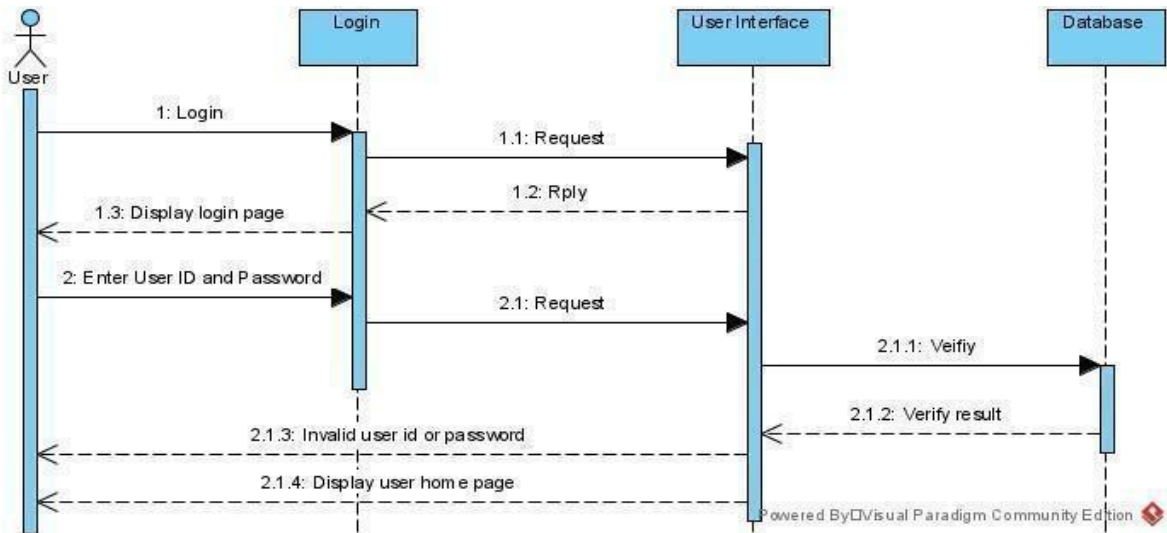 Login
User Interface
Database
User
1: Login
1.1: Request
1.2: Rply
1.3: Display login page
2: Enter User ID and Password
2.1: Request
2.1.1: Veifiy
2.1.2: Verify result
2.1.3: Invalid user id or password
2.1.4: Display user home page
Powered By□Visual Paradigm Community Edition